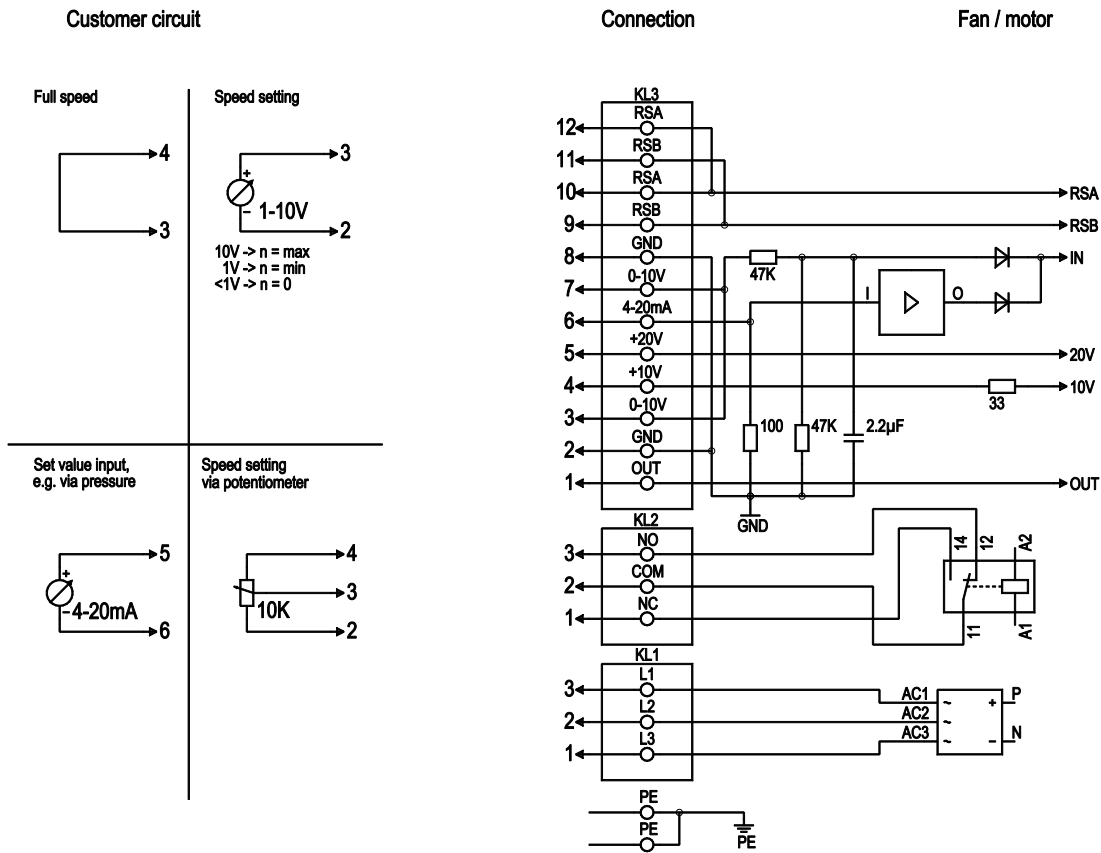 Customer circuit
Connection
Fan / motor
Full speed
4
3
Speed setting
3
+
1-10V
–
2
10V -> n = max
1V -> n = min
<1V -> n = 0
Set value input,
e.g. via pressure
5
+
–
4-20mA
6
Speed setting
via potentiometer
4
3
10K
2
KL3
RSA
12
RSB
11
RSA
10
RSA
RSB
9
RSB
GND
8
IN
47K
0-10V
7
I
O
4-20mA
6
+20V
5
20V
+10V
4
10V
33
0-10V
3
100
47K
2.2µF
GND
2
OUT
1
OUT
GND
KL2
NO
3
COM
2
NC
1
14
12
A2
11
A1
KL1
L1
3
L2
2
L3
1
AC1
AC2
AC3
~
~
~
+
–
P
N
PE
PE
PE